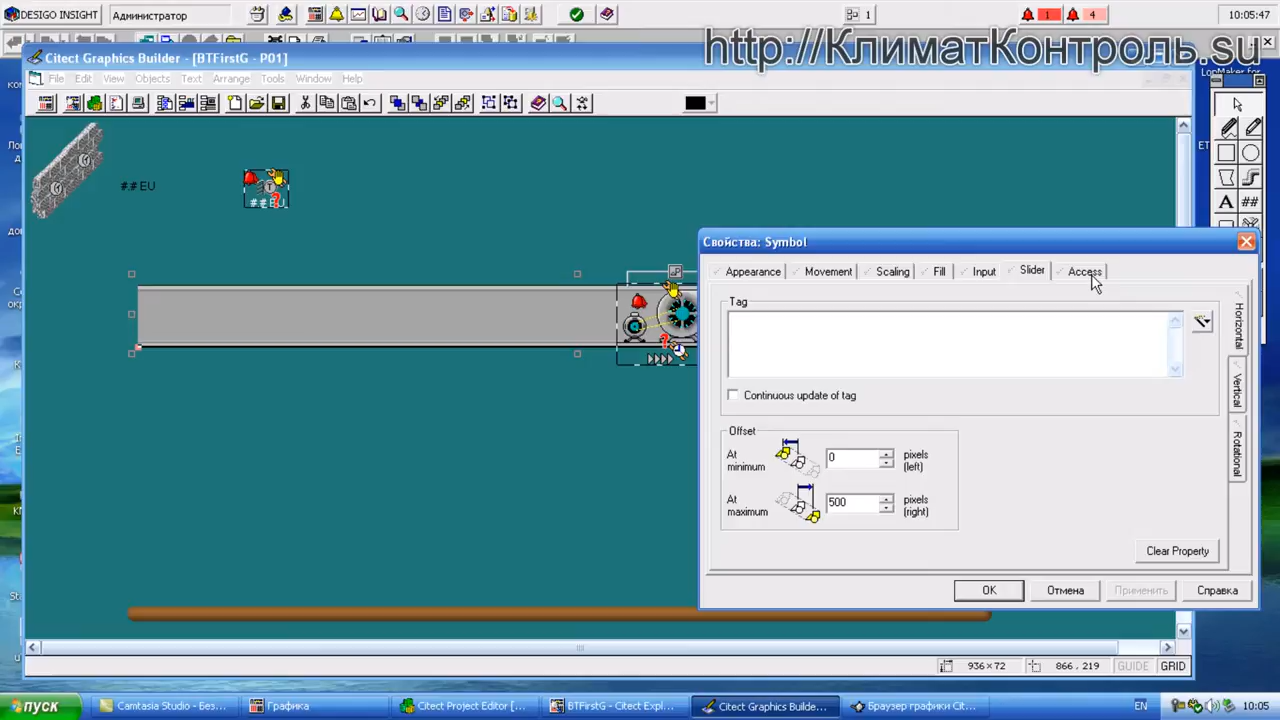 DESIGO INSIGHT
Администратор
1
1
4
10:05:47
Citect Graphics Builder - [BTFirstG - P01]
http://КлиматКонтроль.su
File Edit View Objects Text Arrange Tools Window Help
##EU
##EU
Свойства: Symbol
Appearance Movement Scaling Fill Input Slider Access
Tag
Continuous update of tag
Horizontal
Vertical
Rotational
Offset
At minimum
0
pixels (left)
At maximum
500
pixels (right)
Clear Property
OK Отмена Применить Справка
936×72
866 , 219
GUIDE
GRID
пуск
Camtasia Studio - Без...
Графика
Citect Project Editor [...
BTFirstG - Citect Expl...
Citect Graphics Builde...
Браузер графики Cit...
EN
10:05